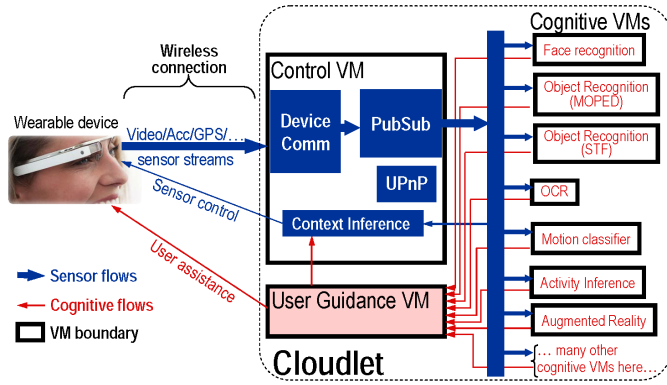 Cognitive VMs
Wireless
connection
Control VM
Face recognition
Wearable device
Video/Acc/GPS/…
sensor streams
Device
Comm
PubSub
Object Recognition
(MOPED)
Object Recognition
(STF)
UPnP
OCR
Sensor control
Context Inference
Motion classifier
User assistance
Sensor flows
Cognitive flows
VM boundary
User Guidance VM
Activity Inference
Augmented Reality
Cloudlet
… many other
cognitive VMs here….